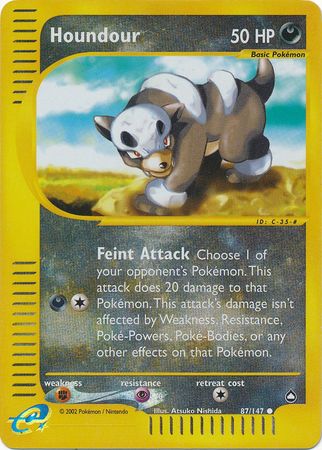 Houndour 50 HP
Basic Pokémon
ID: C-35-#
Feint Attack Choose 1 of
your opponent's Pokémon. This
attack does 20 damage to that
Pokémon. This attack's damage isn't
affected by Weakness, Resistance,
Poké-Powers, Poké-Bodies, or any
other effects on that Pokémon.
weakness resistance retreat cost
e
©2002 Pokémon / Nintendo Illus. Atsuko Nishida 87/147